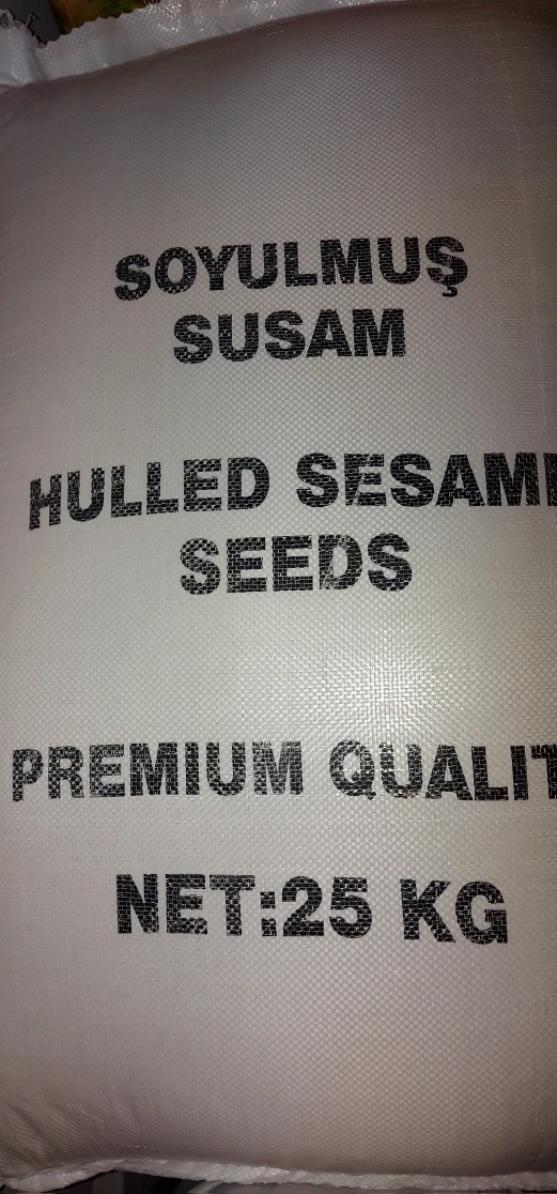 SOYULMUŞ
SUSAM
HULLED SESAM
SEEDS
PREMIUM QUALIT
NET:25 KG